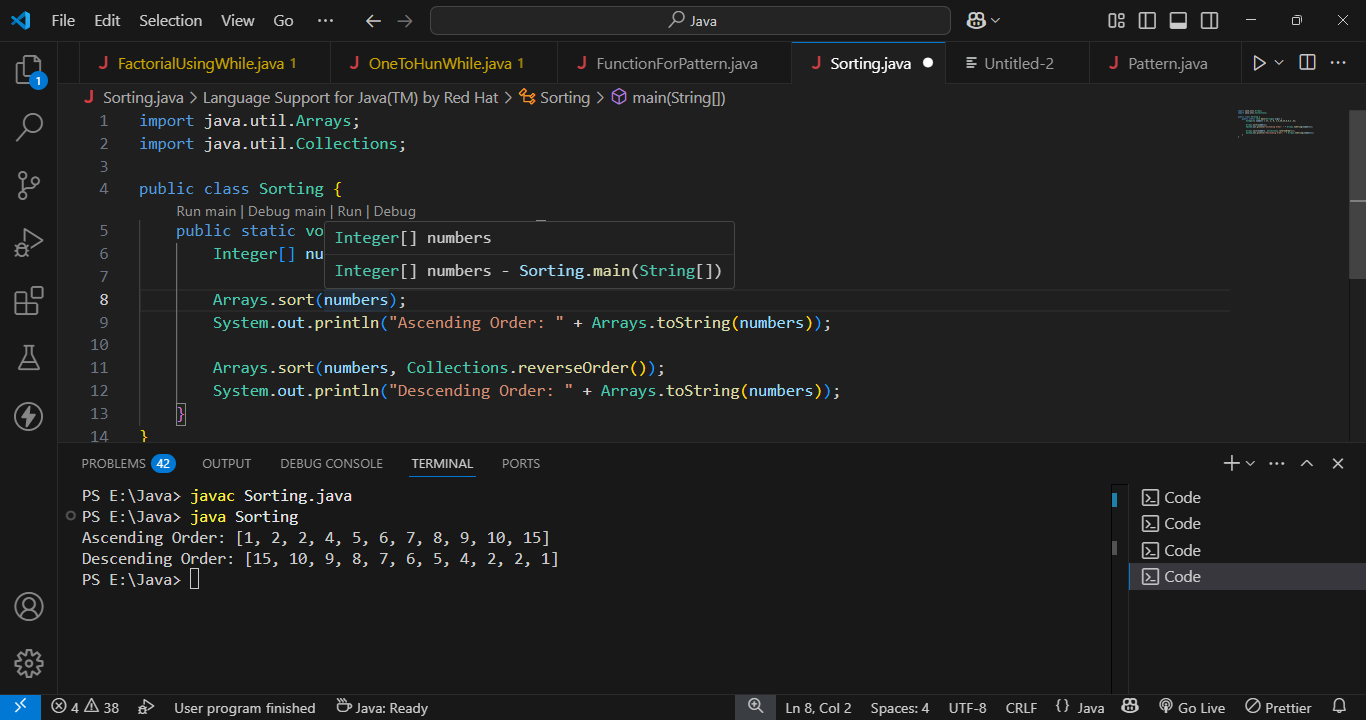 File Edit Selection View Go ··· Java
FactorialUsingWhile.java 1 OneToHunWhile.java 1 FunctionForPattern.java Sorting.java Untitled-2 Pattern.java
1
Sorting.java > Language Support for Java(TM) by Red Hat > Sorting > main(String[])
1 import java.util.Arrays;
2 import java.util.Collections;
3
4 public class Sorting {
Run main | Debug main | Run | Debug
5 public static vo
Integer[] numbers
6 Integer[] nu
Integer[] numbers - Sorting.main(String[])
7
8 Arrays.sort(numbers);
9 System.out.println("Ascending Order: " + Arrays.toString(numbers));
10
11 Arrays.sort(numbers, Collections.reverseOrder());
12 System.out.println("Descending Order: " + Arrays.toString(numbers));
13 }
14 }
PROBLEMS 42 OUTPUT DEBUG CONSOLE TERMINAL PORTS
PS E:\Java> javac Sorting.java
PS E:\Java> java Sorting
Ascending Order: [1, 2, 2, 4, 5, 6, 7, 8, 9, 10, 15]
Descending Order: [15, 10, 9, 8, 7, 6, 5, 4, 2, 2, 1]
PS E:\Java>
Code
Code
Code
Code
4 38 User program finished Java: Ready Ln 8, Col 2 Spaces: 4 UTF-8 CRLF {} Java Go Live Prettier